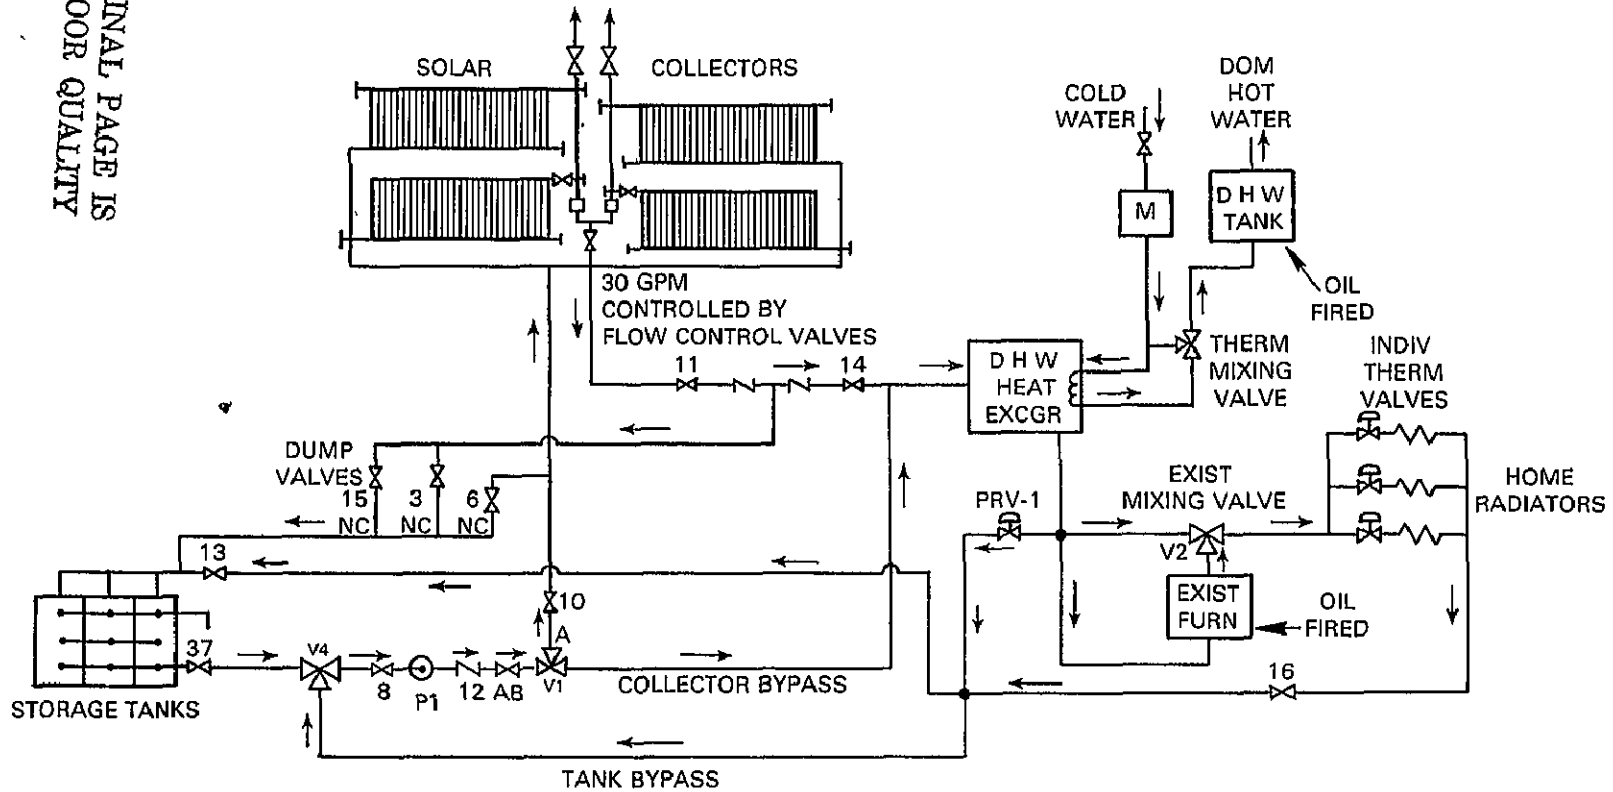 INAL PAGE IS
OOR QUALITY
SOLAR COLLECTORS
COLD
WATER
DOM
HOT
WATER
M
D H W
TANK
OIL
FIRED
30 GPM
CONTROLLED BY
FLOW CONTROL VALVES
11
14
D H W
HEAT
EXCGR
THERM
MIXING
VALVE
INDIV
THERM
VALVES
DUMP
VALVES
15
3
6
NC
NC
NC
PRV-1
EXIST
MIXING VALVE
HOME
RADIATORS
V2
13
10
A
EXIST
FURN
OIL
FIRED
37
V4
8
P1
12
AB
V1
COLLECTOR BYPASS
16
STORAGE TANKS
TANK BYPASS